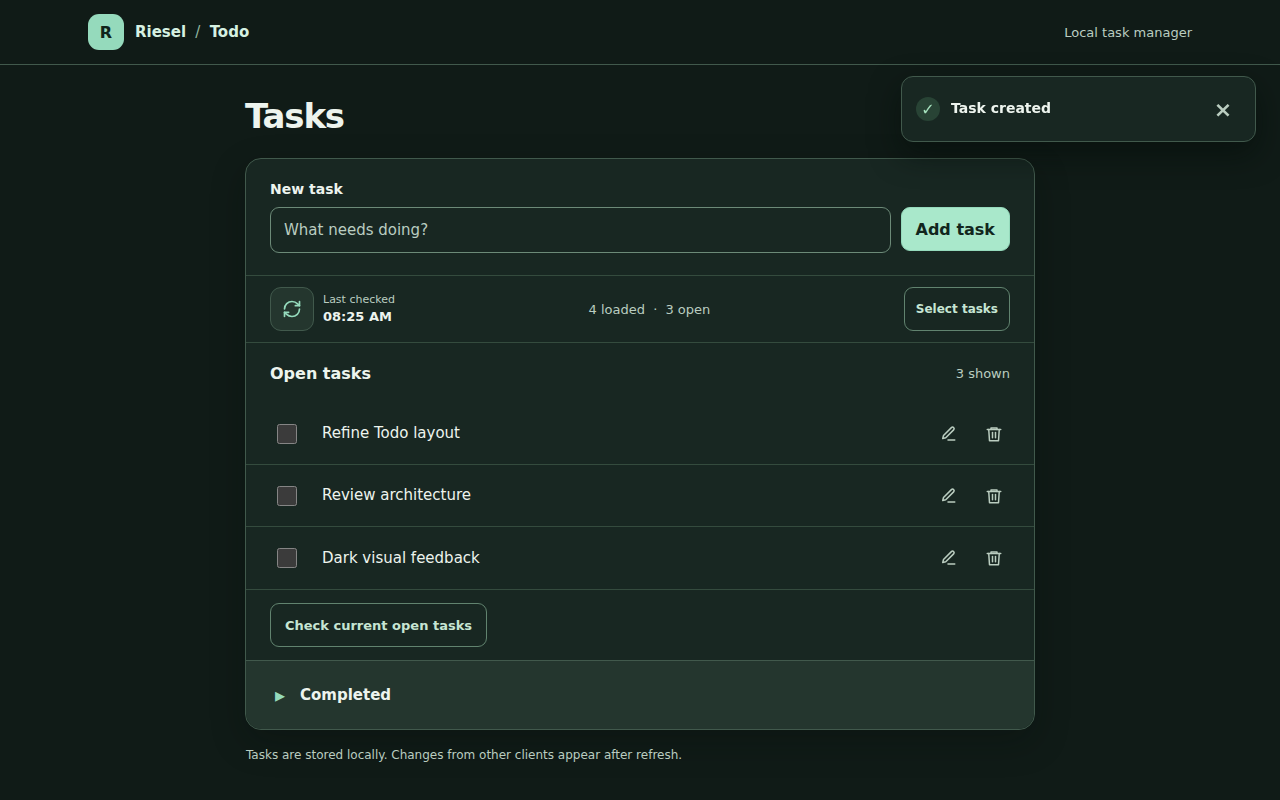 R Riesel / Todo
Local task manager
Tasks
✓ Task created ×
New task
What needs doing?
Add task
Last checked
08:25 AM
4 loaded · 3 open
Select tasks
Open tasks
3 shown
Refine Todo layout
Review architecture
Dark visual feedback
Check current open tasks
▶ Completed
Tasks are stored locally. Changes from other clients appear after refresh.